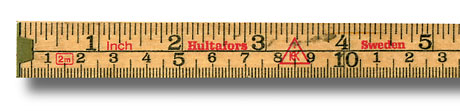 1 Inch 2 Hultafors 3 4 Sweden 5
1 2m 3 4 5 6 7 8 9 10 1 2 3